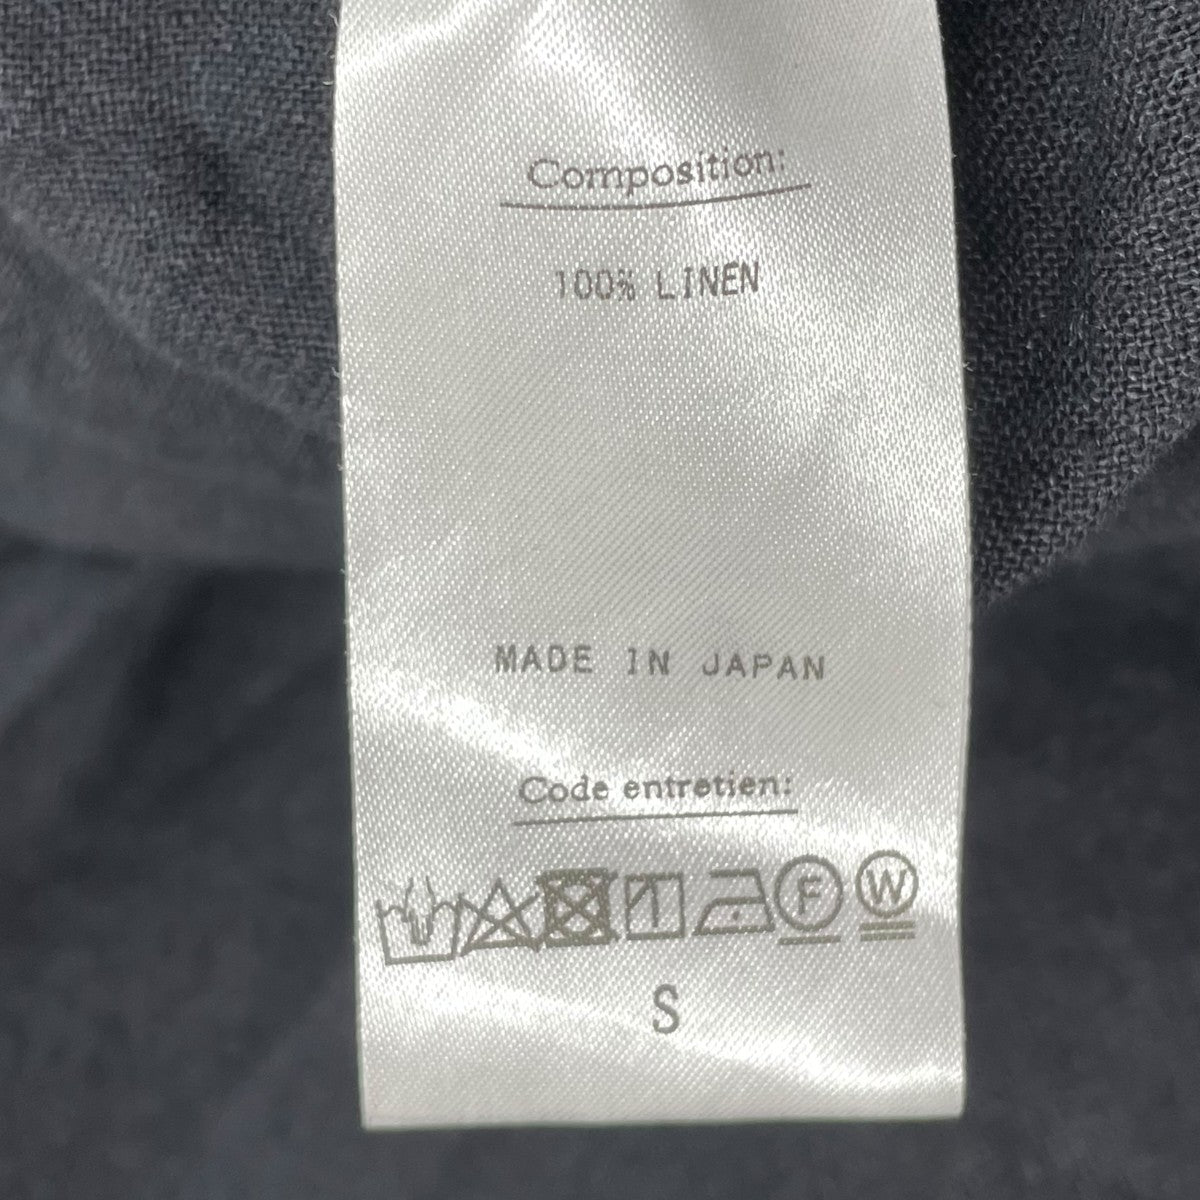 Composition:
100% LINEN
MADE IN JAPAN
Code entretien:
F W
S